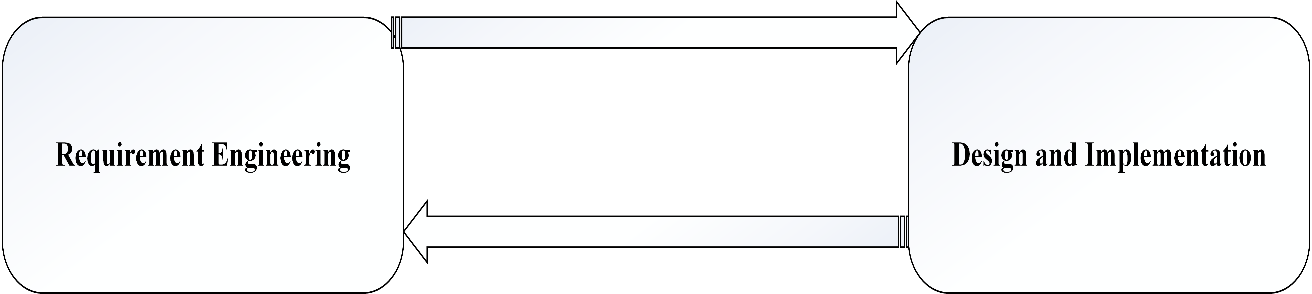 Requirement Engineering
Design and Implementation